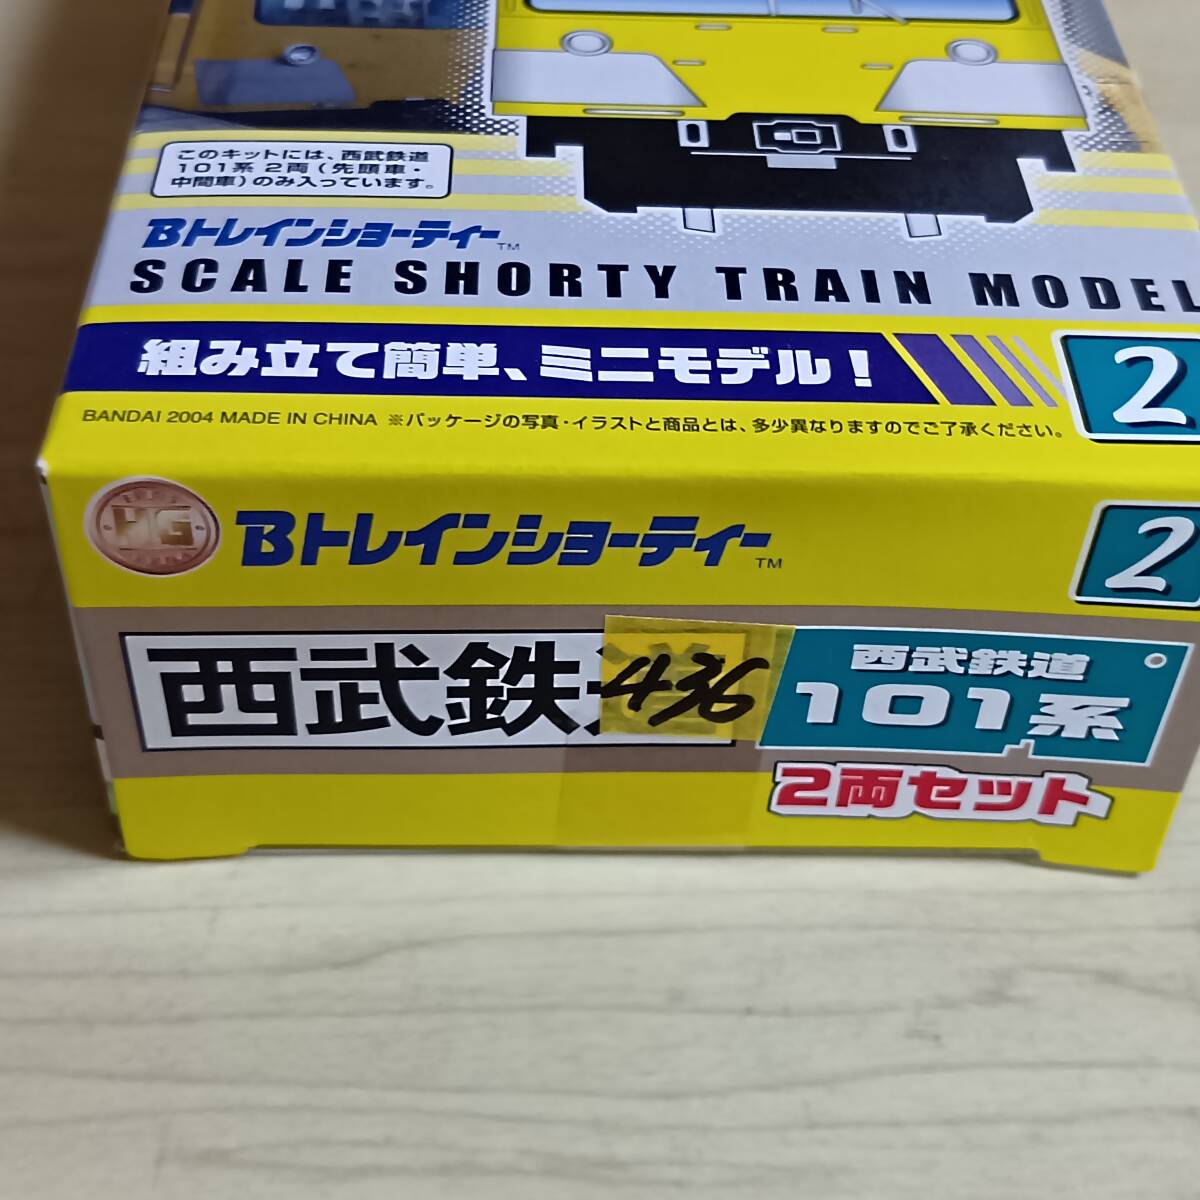 このキットには、西武鉄道
101系 2両(先頭車・
中間車)のみ入っています。
Bトレインショーティー™
SCALE SHORTY TRAIN MODEL
組み立て簡単、ミニモデル!
2
BANDAI 2004 MADE IN CHINA ※パッケージの写真・イラストと商品とは、多少異なりますのでご了承ください。
HG
Bトレインショーティー™
2
西武鉄道
436
西武鉄道
101系
2両セット